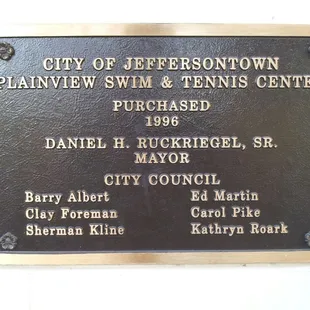 CITY OF JEFFERSONTOWN
PLAINVIEW SWIM & TENNIS CENTE
PURCHASED
1996
DANIEL H. RUCKRIEGEL, SR.
MAYOR
CITY COUNCIL
Barry Albert Ed Martin
Clay Foreman Carol Pike
Sherman Kline Kathryn Roark